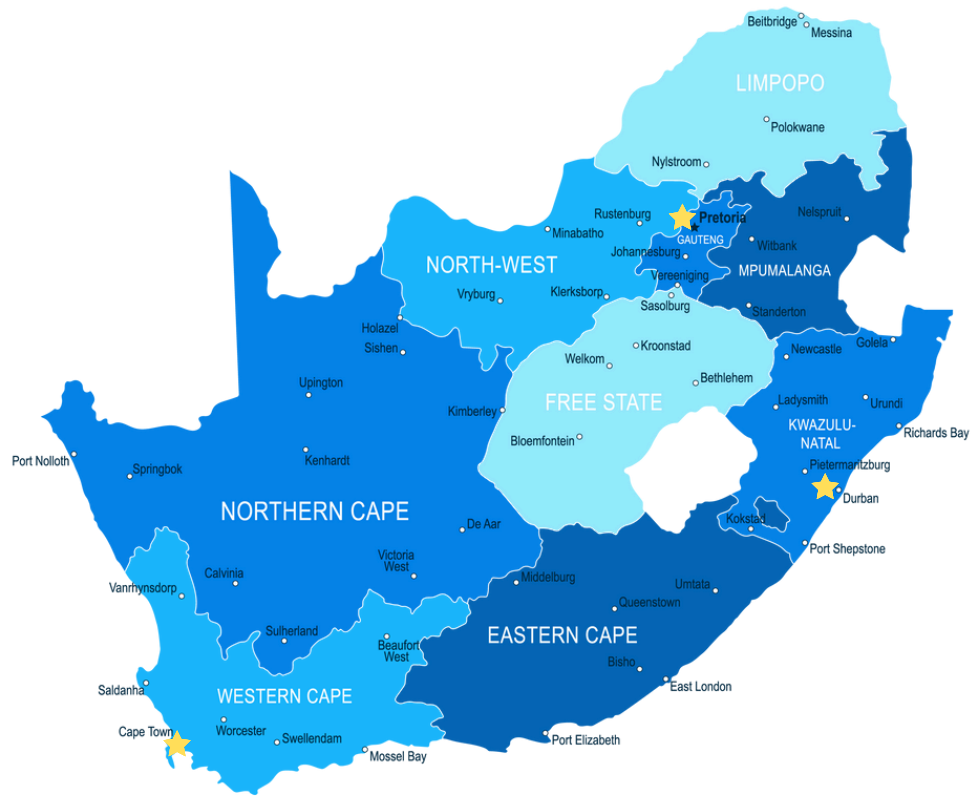 Beitbridge
Messina
LIMPOPO
Polokwane
Nylstroom
Rustenburg
Pretoria
Nelspruit
Minabatho
GAUTENG
Witbank
Johannesburg
NORTH-WEST
MPUMALANGA
Vereeniging
Vryburg
Klerksborp
Sasolburg
Standerton
Holazel
Sishen
Kroonstad
Golela
Newcastle
Welkom
Bethlehem
Upington
Ladysmith
Urundi
Kimberley
FREE STATE
KWAZULU-
NATAL
Richards Bay
Bloemfontein
Port Nolloth
Springbok
Kenhardt
Pietermaritzburg
Durban
NORTHERN CAPE
De Aar
Kokstad
Port Shepstone
Victoria
West
Calvinia
Middelburg
Umtata
Vanrhynsdorp
Queenstown
Sutherland
EASTERN CAPE
Beaufort
West
Bisho
Saldanha
WESTERN CAPE
East London
Cape Town
Worcester
Swellendam
Port Elizabeth
Mossel Bay